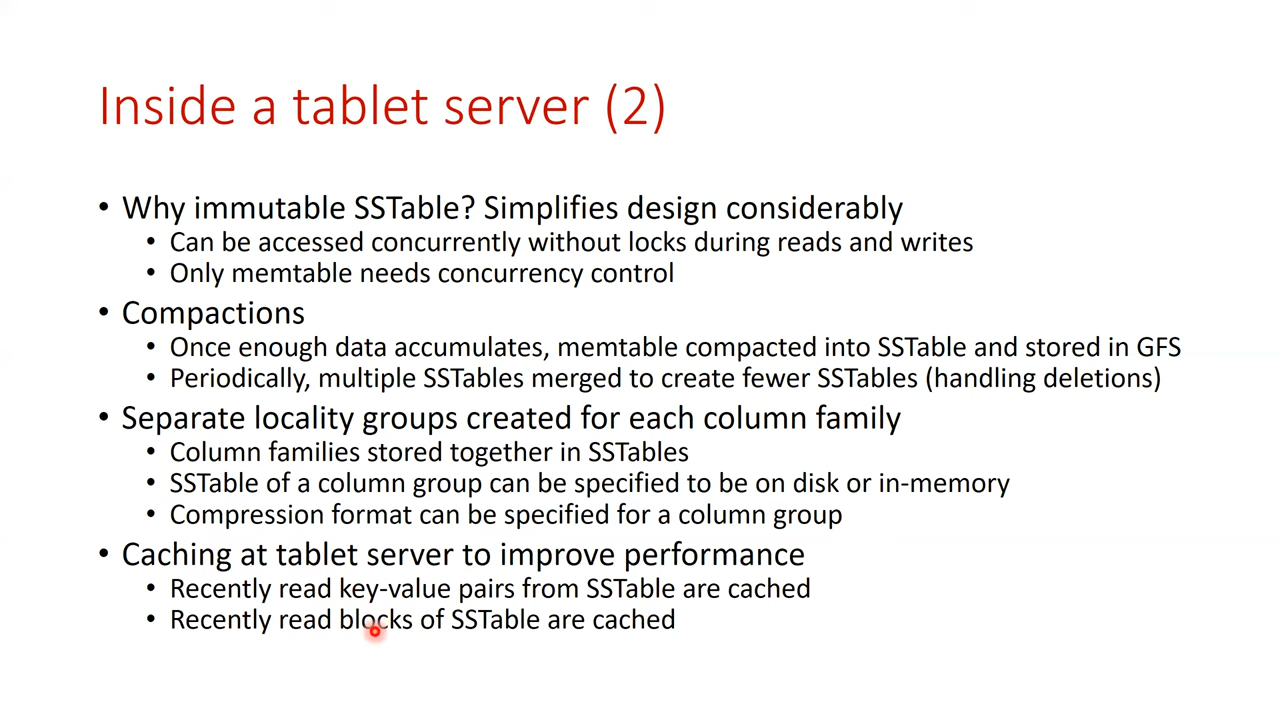 Inside a tablet server (2)
• Why immutable SSTable? Simplifies design considerably
• Can be accessed concurrently without locks during reads and writes
• Only memtable needs concurrency control
• Compactions
• Once enough data accumulates, memtable compacted into SSTable and stored in GFS
• Periodically, multiple SSTables merged to create fewer SSTables (handling deletions)
• Separate locality groups created for each column family
• Column families stored together in SSTables
• SSTable of a column group can be specified to be on disk or in-memory
• Compression format can be specified for a column group
• Caching at tablet server to improve performance
• Recently read key-value pairs from SSTable are cached
• Recently read blocks of SSTable are cached